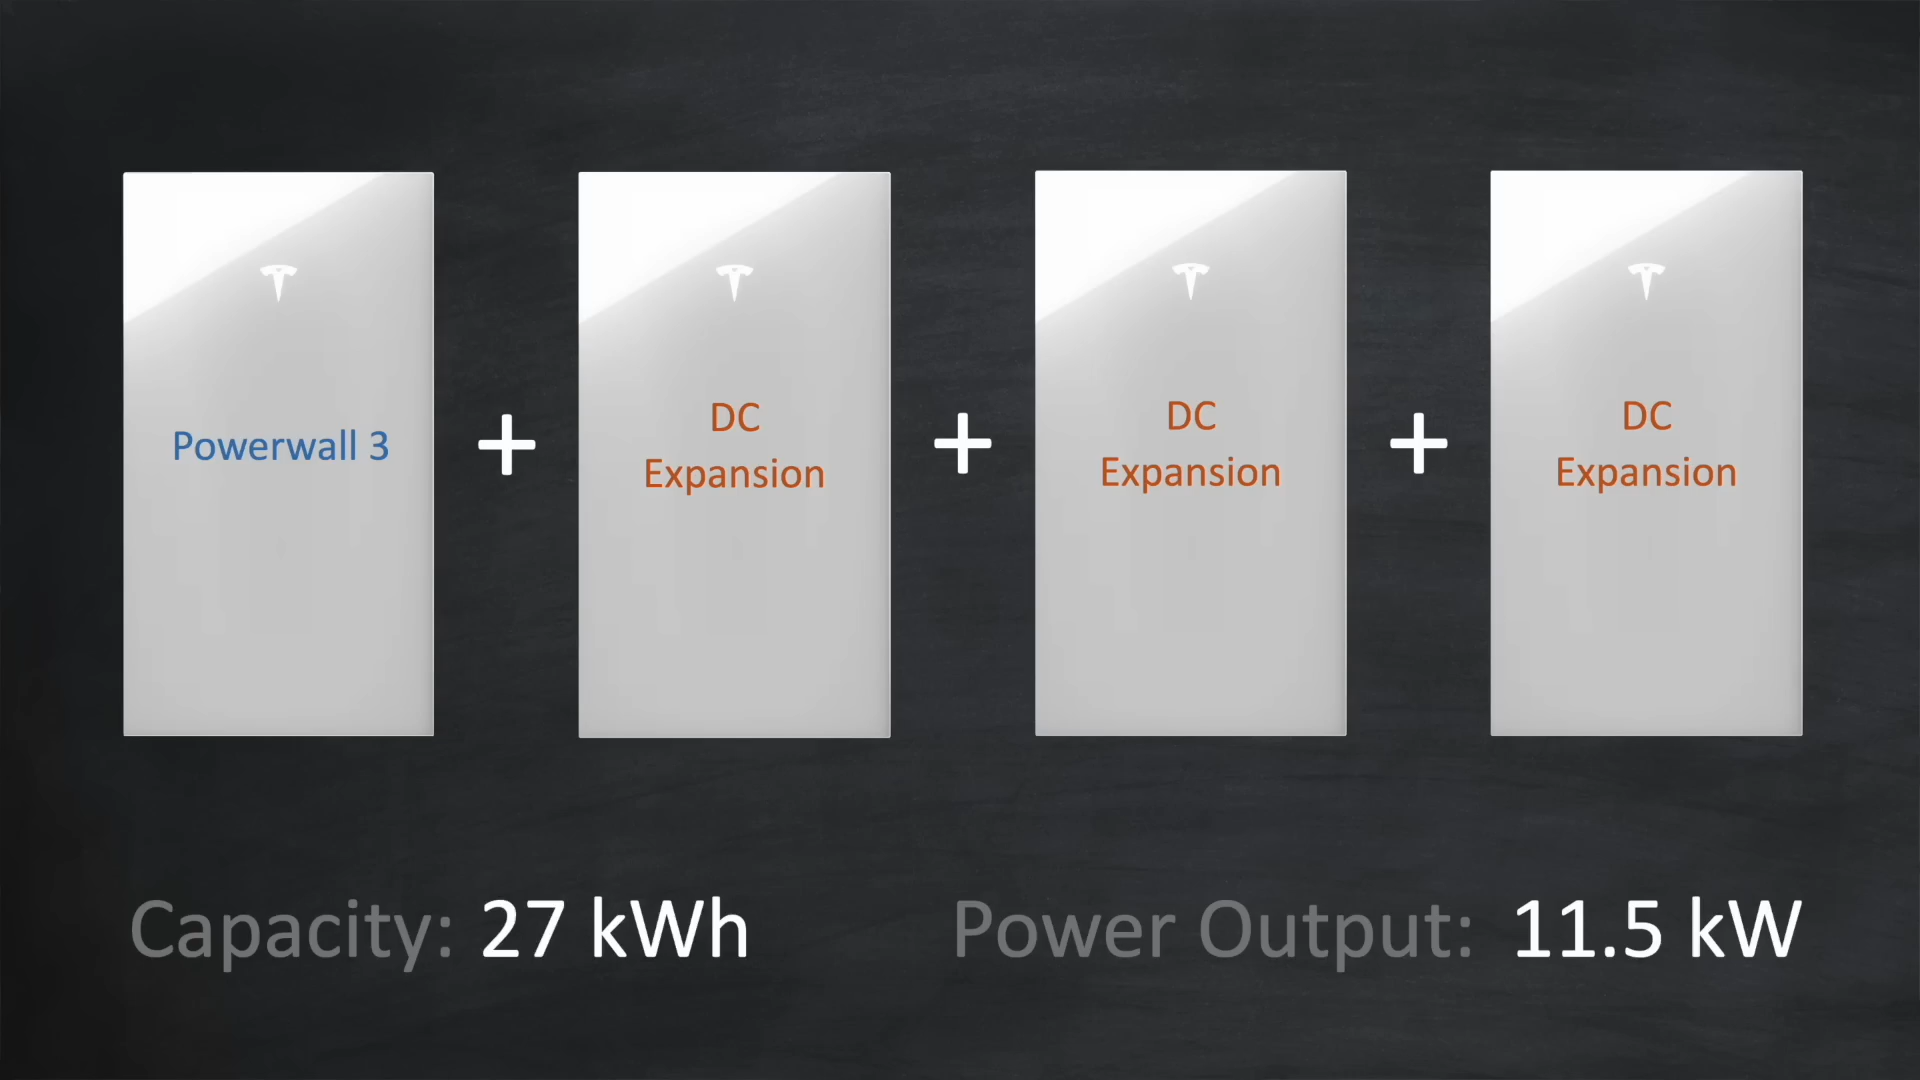 Powerwall 3
+
DC
Expansion
+
DC
Expansion
+
DC
Expansion
Capacity: 27 kWh
Power Output: 11.5 kW